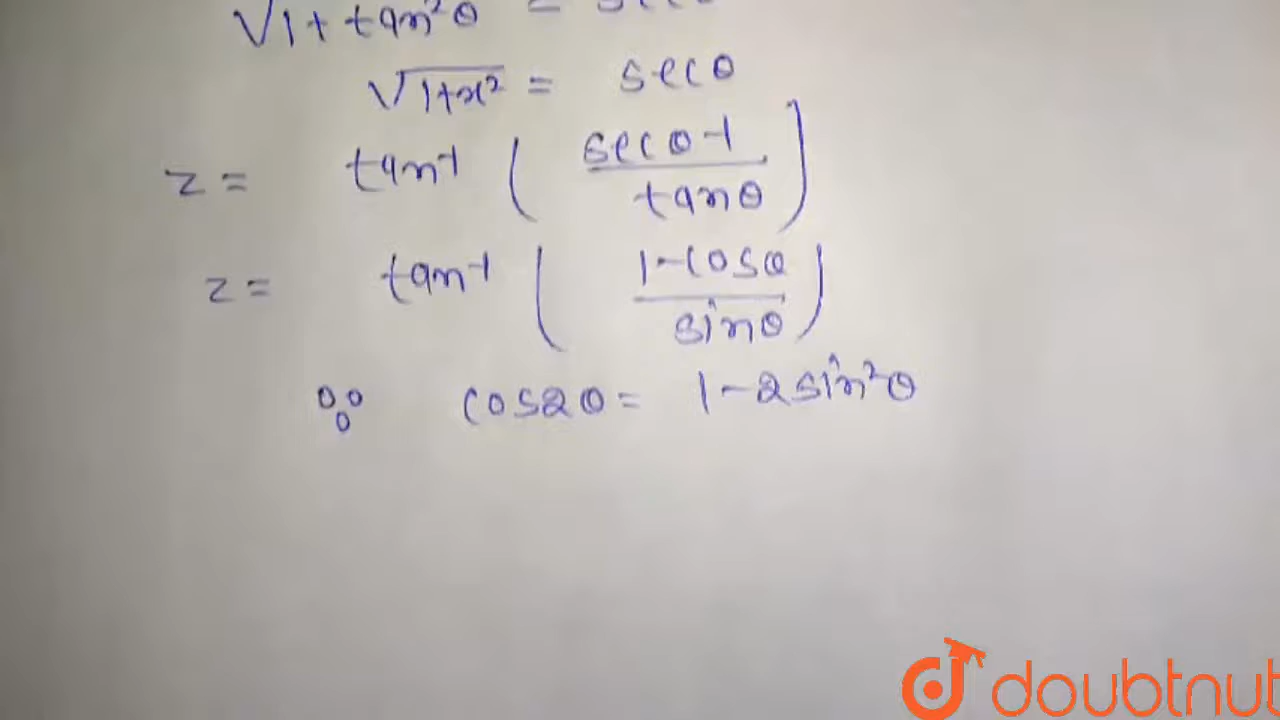 √1+tan²θ = secθ
√1+x² = secθ
z = tan⁻¹ ( secθ-1 / tanθ )
z = tan⁻¹ ( 1-cosθ / sinθ )
∵ cos2θ = 1-2sin²θ
doubtnut